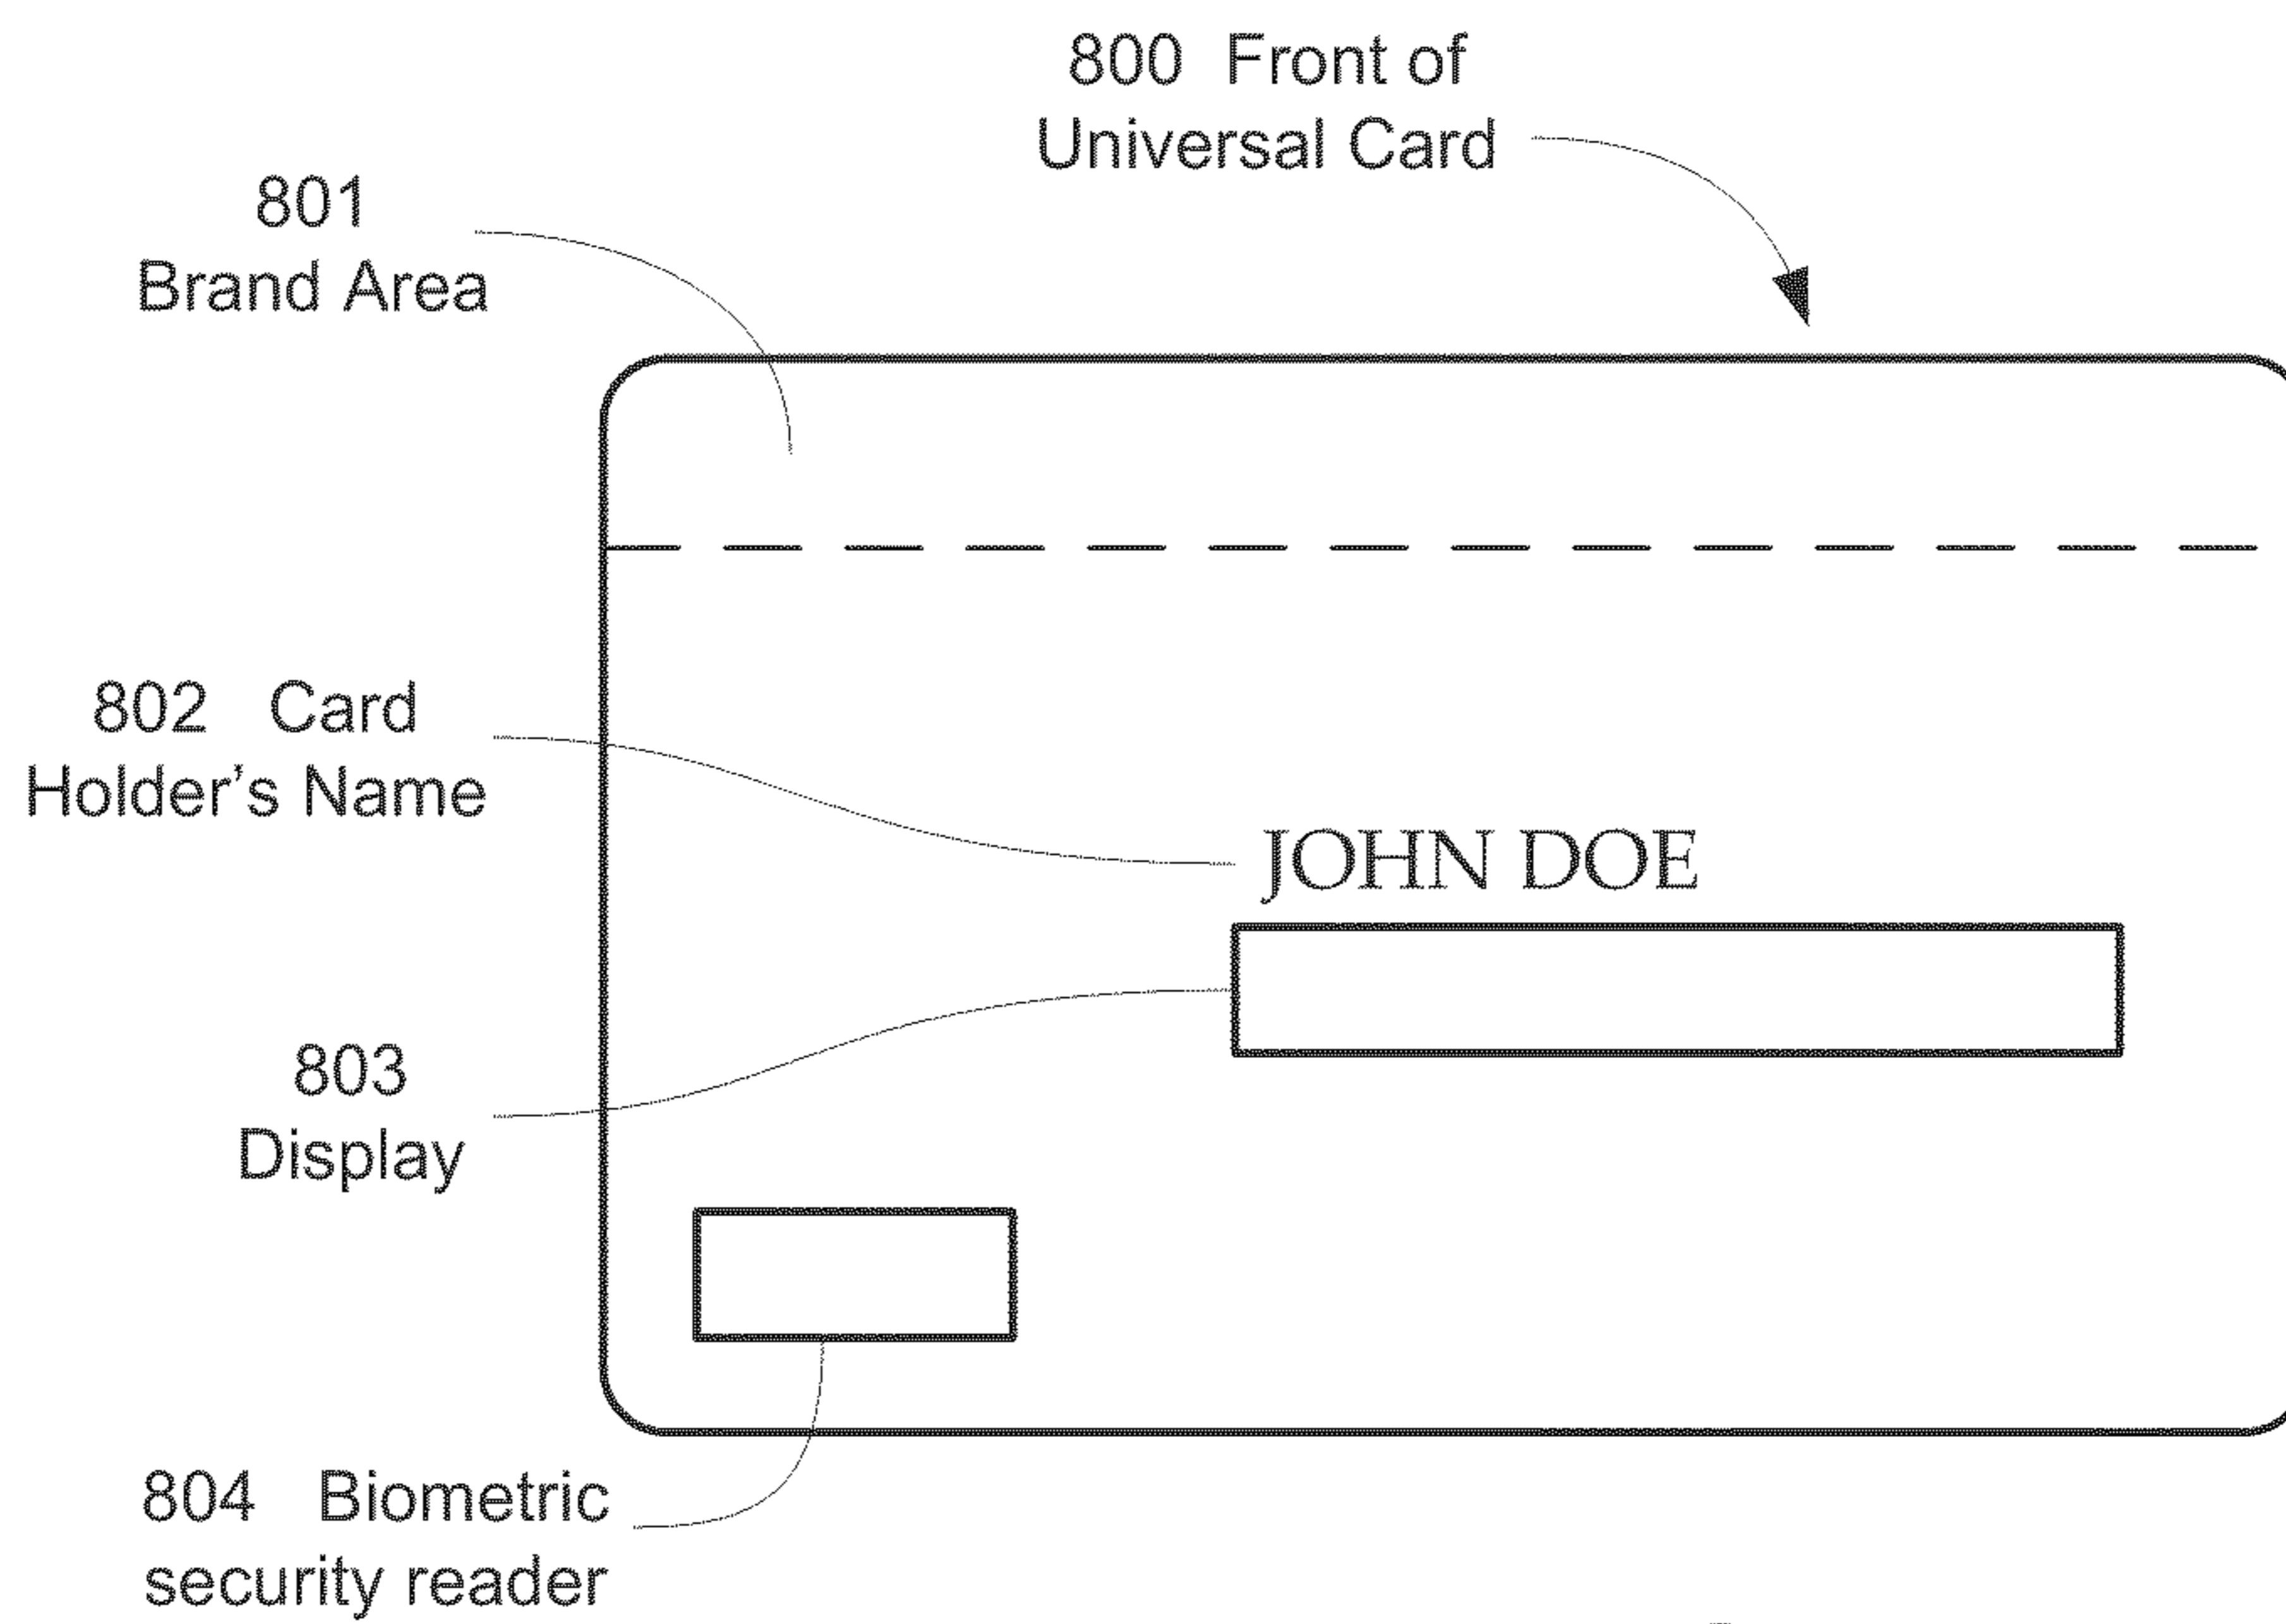 800 Front of
Universal Card
801
Brand Area
802 Card
Holder's Name
JOHN DOE
803
Display
804 Biometric
security reader